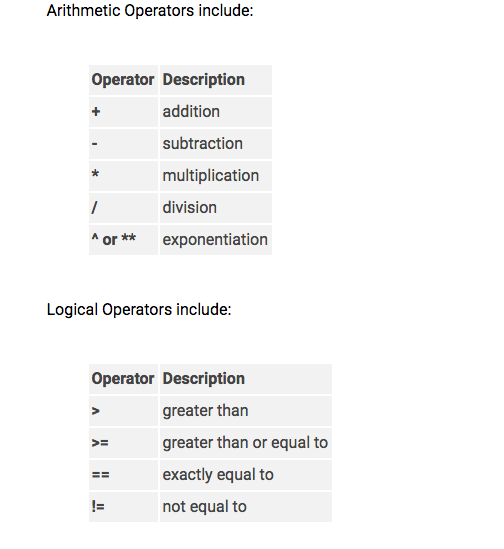 Arithmetic Operators include:
Operator Description
+ addition
- subtraction
* multiplication
/ division
^ or ** exponentiation
Logical Operators include:
Operator Description
> greater than
>= greater than or equal to
== exactly equal to
!= not equal to